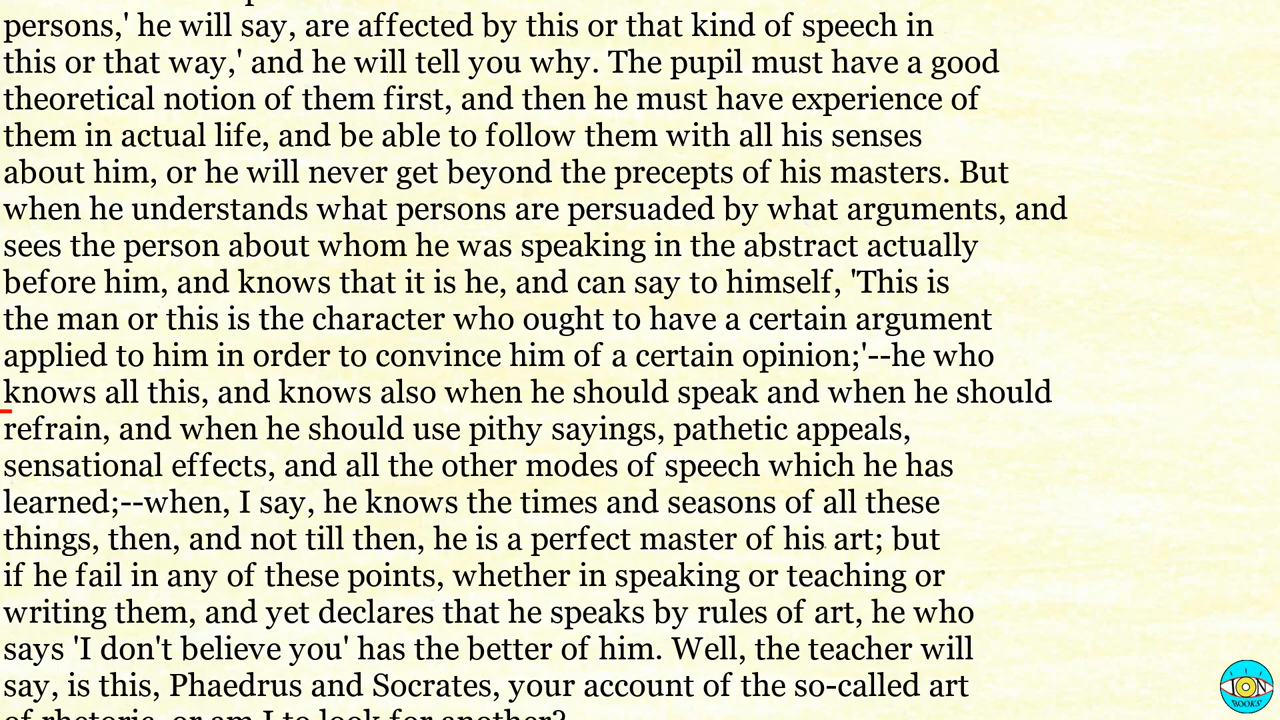 persons,' he will say, are affected by this or that kind of speech in
this or that way,' and he will tell you why. The pupil must have a good
theoretical notion of them first, and then he must have experience of
them in actual life, and be able to follow them with all his senses
about him, or he will never get beyond the precepts of his masters. But
when he understands what persons are persuaded by what arguments, and
sees the person about whom he was speaking in the abstract actually
before him, and knows that it is he, and can say to himself, 'This is
the man or this is the character who ought to have a certain argument
applied to him in order to convince him of a certain opinion;'--he who
knows all this, and knows also when he should speak and when he should
refrain, and when he should use pithy sayings, pathetic appeals,
sensational effects, and all the other modes of speech which he has
learned;--when, I say, he knows the times and seasons of all these
things, then, and not till then, he is a perfect master of his art; but
if he fail in any of these points, whether in speaking or teaching or
writing them, and yet declares that he speaks by rules of art, he who
says 'I don't believe you' has the better of him. Well, the teacher will
say, is this, Phaedrus and Socrates, your account of the so-called art
of rhetoric, or am I to look for another?
ION
BOOKS